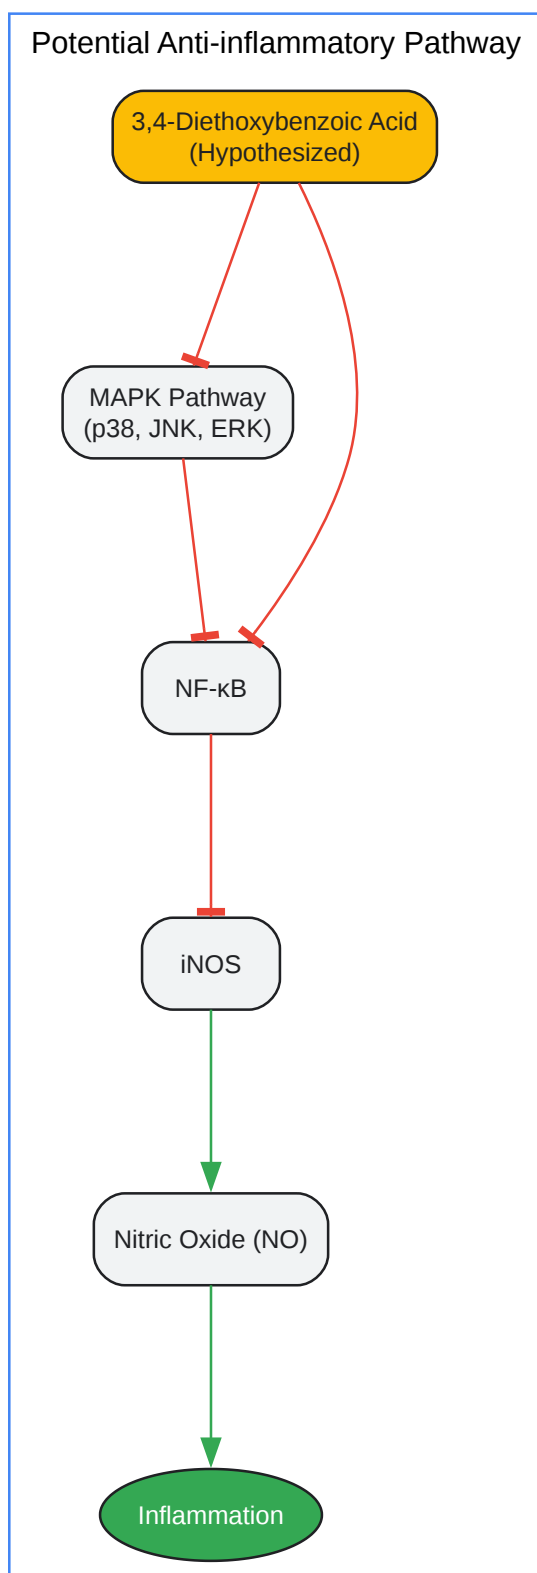 Potential Anti-inflammatory Pathway
3,4-Diethoxybenzoic Acid
(Hypothesized)
MAPK Pathway
(p38, JNK, ERK)
NF-κB
iNOS
Nitric Oxide (NO)
Inflammation